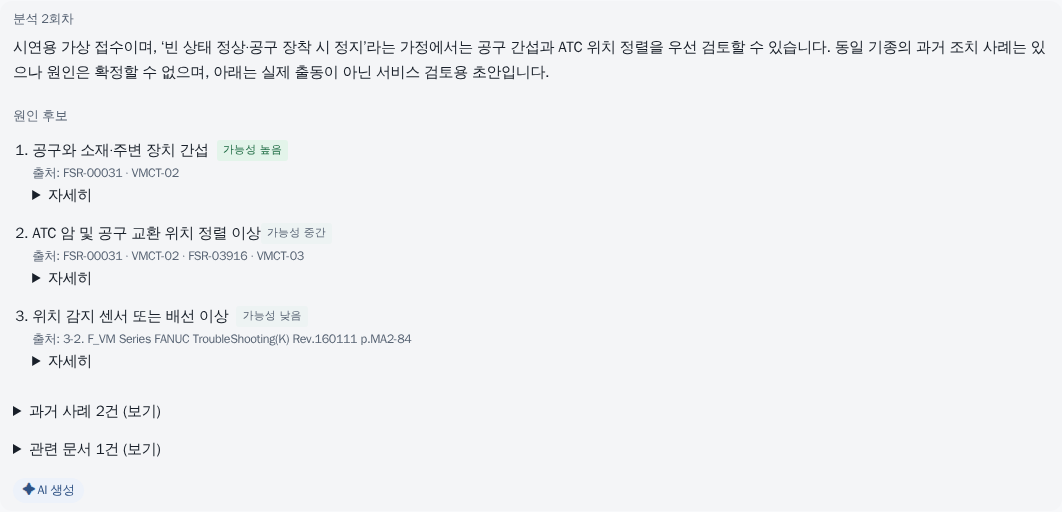 분석 2회차
시연용 가상 접수이며, '빈 상태 정상·공구 장착 시 정지'라는 가정에서는 공구 간섭과 ATC 위치 정렬을 우선 검토할 수 있습니다. 동일 기종의 과거 조치 사례는 있
으나 원인은 확정할 수 없으며, 아래는 실제 출동이 아닌 서비스 검토용 초안입니다.
원인 후보
1. 공구와 소재·주변 장치 간섭 가능성 높음
출처: FSR-00031 · VMCT-02
▶ 자세히
2. ATC 암 및 공구 교환 위치 정렬 이상 가능성 중간
출처: FSR-00031 · VMCT-02 · FSR-03916 · VMCT-03
▶ 자세히
3. 위치 감지 센서 또는 배선 이상 가능성 낮음
출처: 3-2. F_VM Series FANUC TroubleShooting(K) Rev.160111 p.MA2-84
▶ 자세히
▶ 과거 사례 2건 (보기)
▶ 관련 문서 1건 (보기)
AI 생성